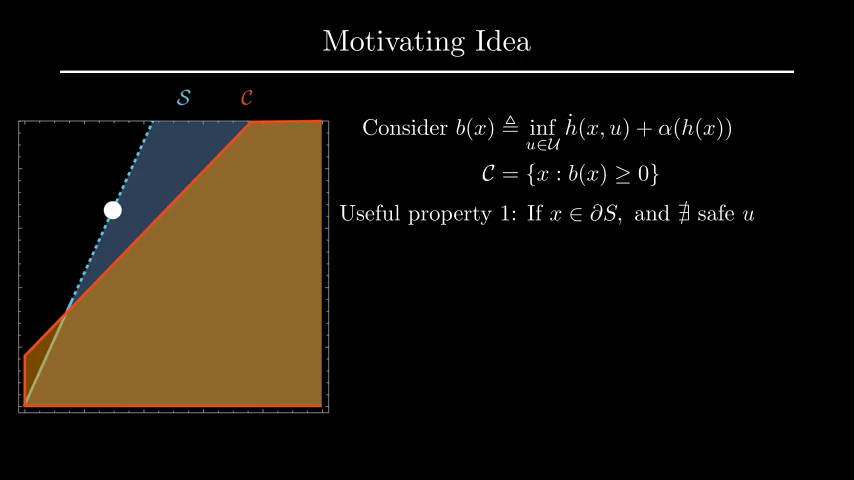 Motivating Idea
𝒮 𝒞
Consider b(x) ≜ inf_{u∈𝒰} ḣ(x, u) + α(h(x))
𝒞 = {x : b(x) ≥ 0}
Useful property 1: If x ∈ ∂S, and ∄ safe u